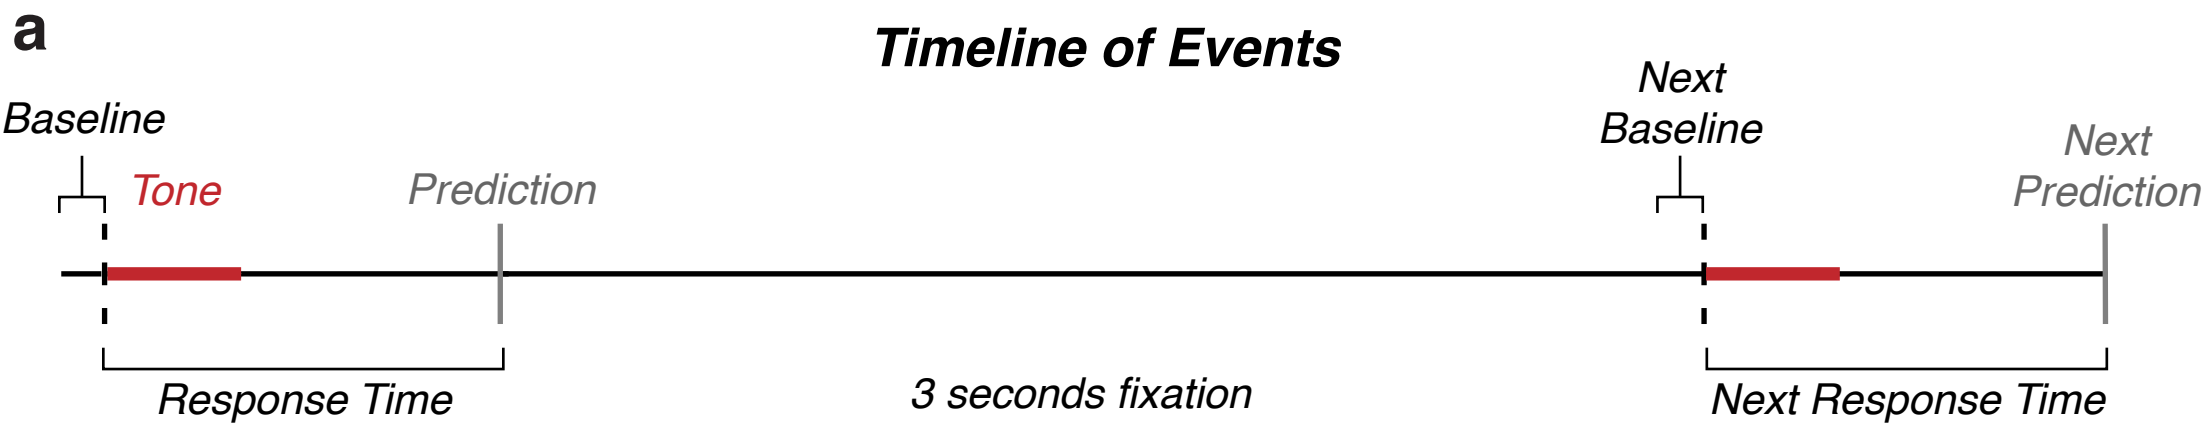 a
Timeline of Events
Baseline
Tone
Prediction
Next
Baseline
Next
Prediction
Response Time
3 seconds fixation
Next Response Time